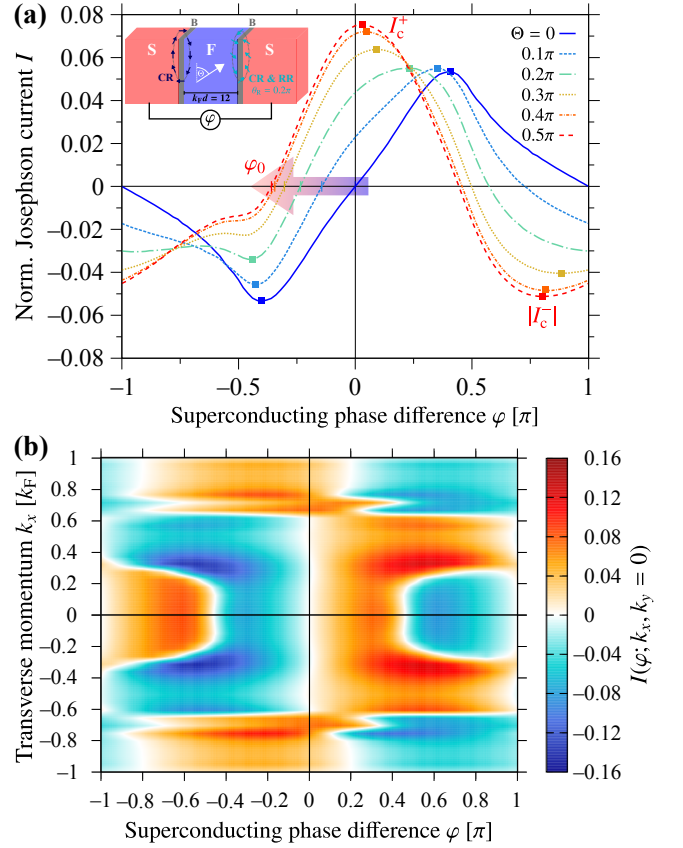 (a)
Norm. Josephson current I
0.08
0.06
0.04
0.02
0
−0.02
−0.04
−0.06
−0.08
B
B
S
F
S
Θ
CR
CR & RR
k_F d = 12
θ_R = 0.2π
φ
φ₀
I_c^+
|I_c^−|
Θ = 0
0.1π
0.2π
0.3π
0.4π
0.5π
−1
−0.5
0
0.5
1
Superconducting phase difference φ [π]
(b)
Transverse momentum k_x [k_F]
1
0.8
0.6
0.4
0.2
0
−0.2
−0.4
−0.6
−0.8
−1
−1 −0.8 −0.6 −0.4 −0.2 0 0.2 0.4 0.6 0.8 1
Superconducting phase difference φ [π]
0.16
0.12
0.08
0.04
0
−0.04
−0.08
−0.12
−0.16
I(φ; k_x, k_y = 0)